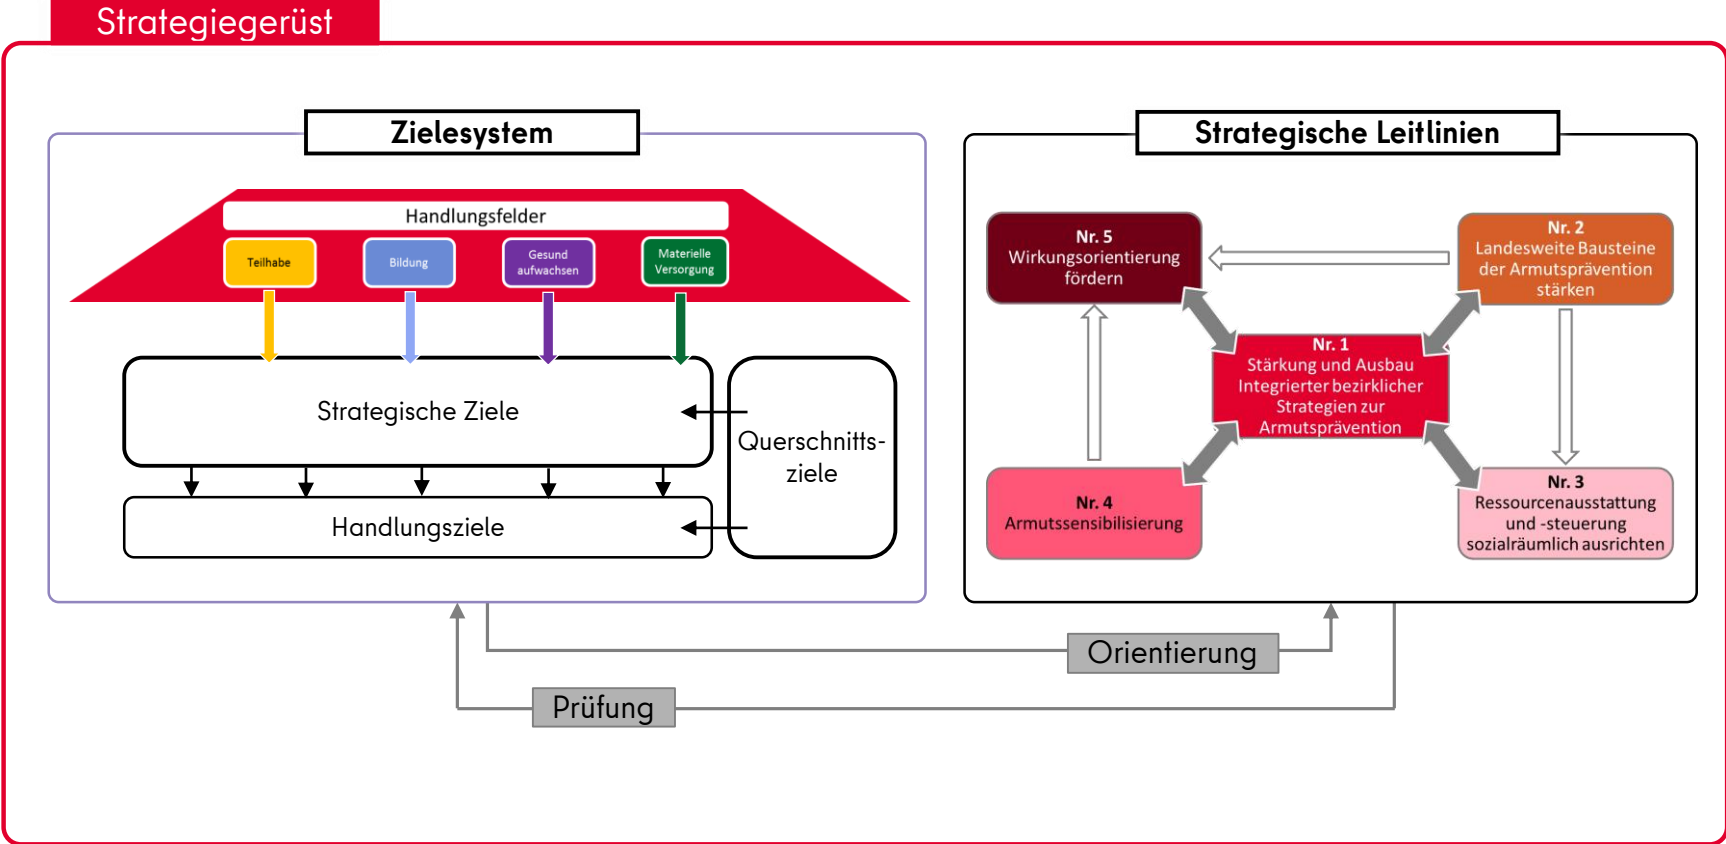 Strategiegerüst
Zielesystem
Handlungsfelder
Teilhabe
Bildung
Gesund
aufwachsen
Materielle
Versorgung
Strategische Ziele
Querschnitts-
ziele
Handlungsziele
Strategische Leitlinien
Nr. 5
Wirkungsorientierung
fördern
Nr. 2
Landesweite Bausteine
der Armutsprävention
stärken
Nr. 1
Stärkung und Ausbau
Integrierter bezirklicher
Strategien zur
Armutsprävention
Nr. 4
Armutssensibilisierung
Nr. 3
Ressourcenausstattung
und -steuerung
sozialräumlich ausrichten
Orientierung
Prüfung